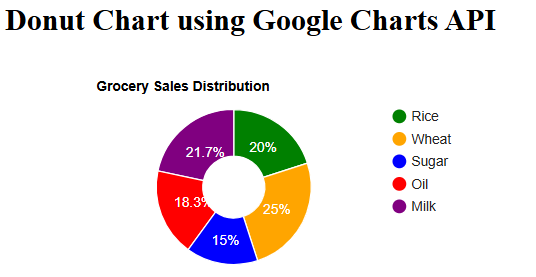 Donut Chart using Google Charts API
Grocery Sales Distribution
20%
25%
15%
18.3%
21.7%
Rice
Wheat
Sugar
Oil
Milk